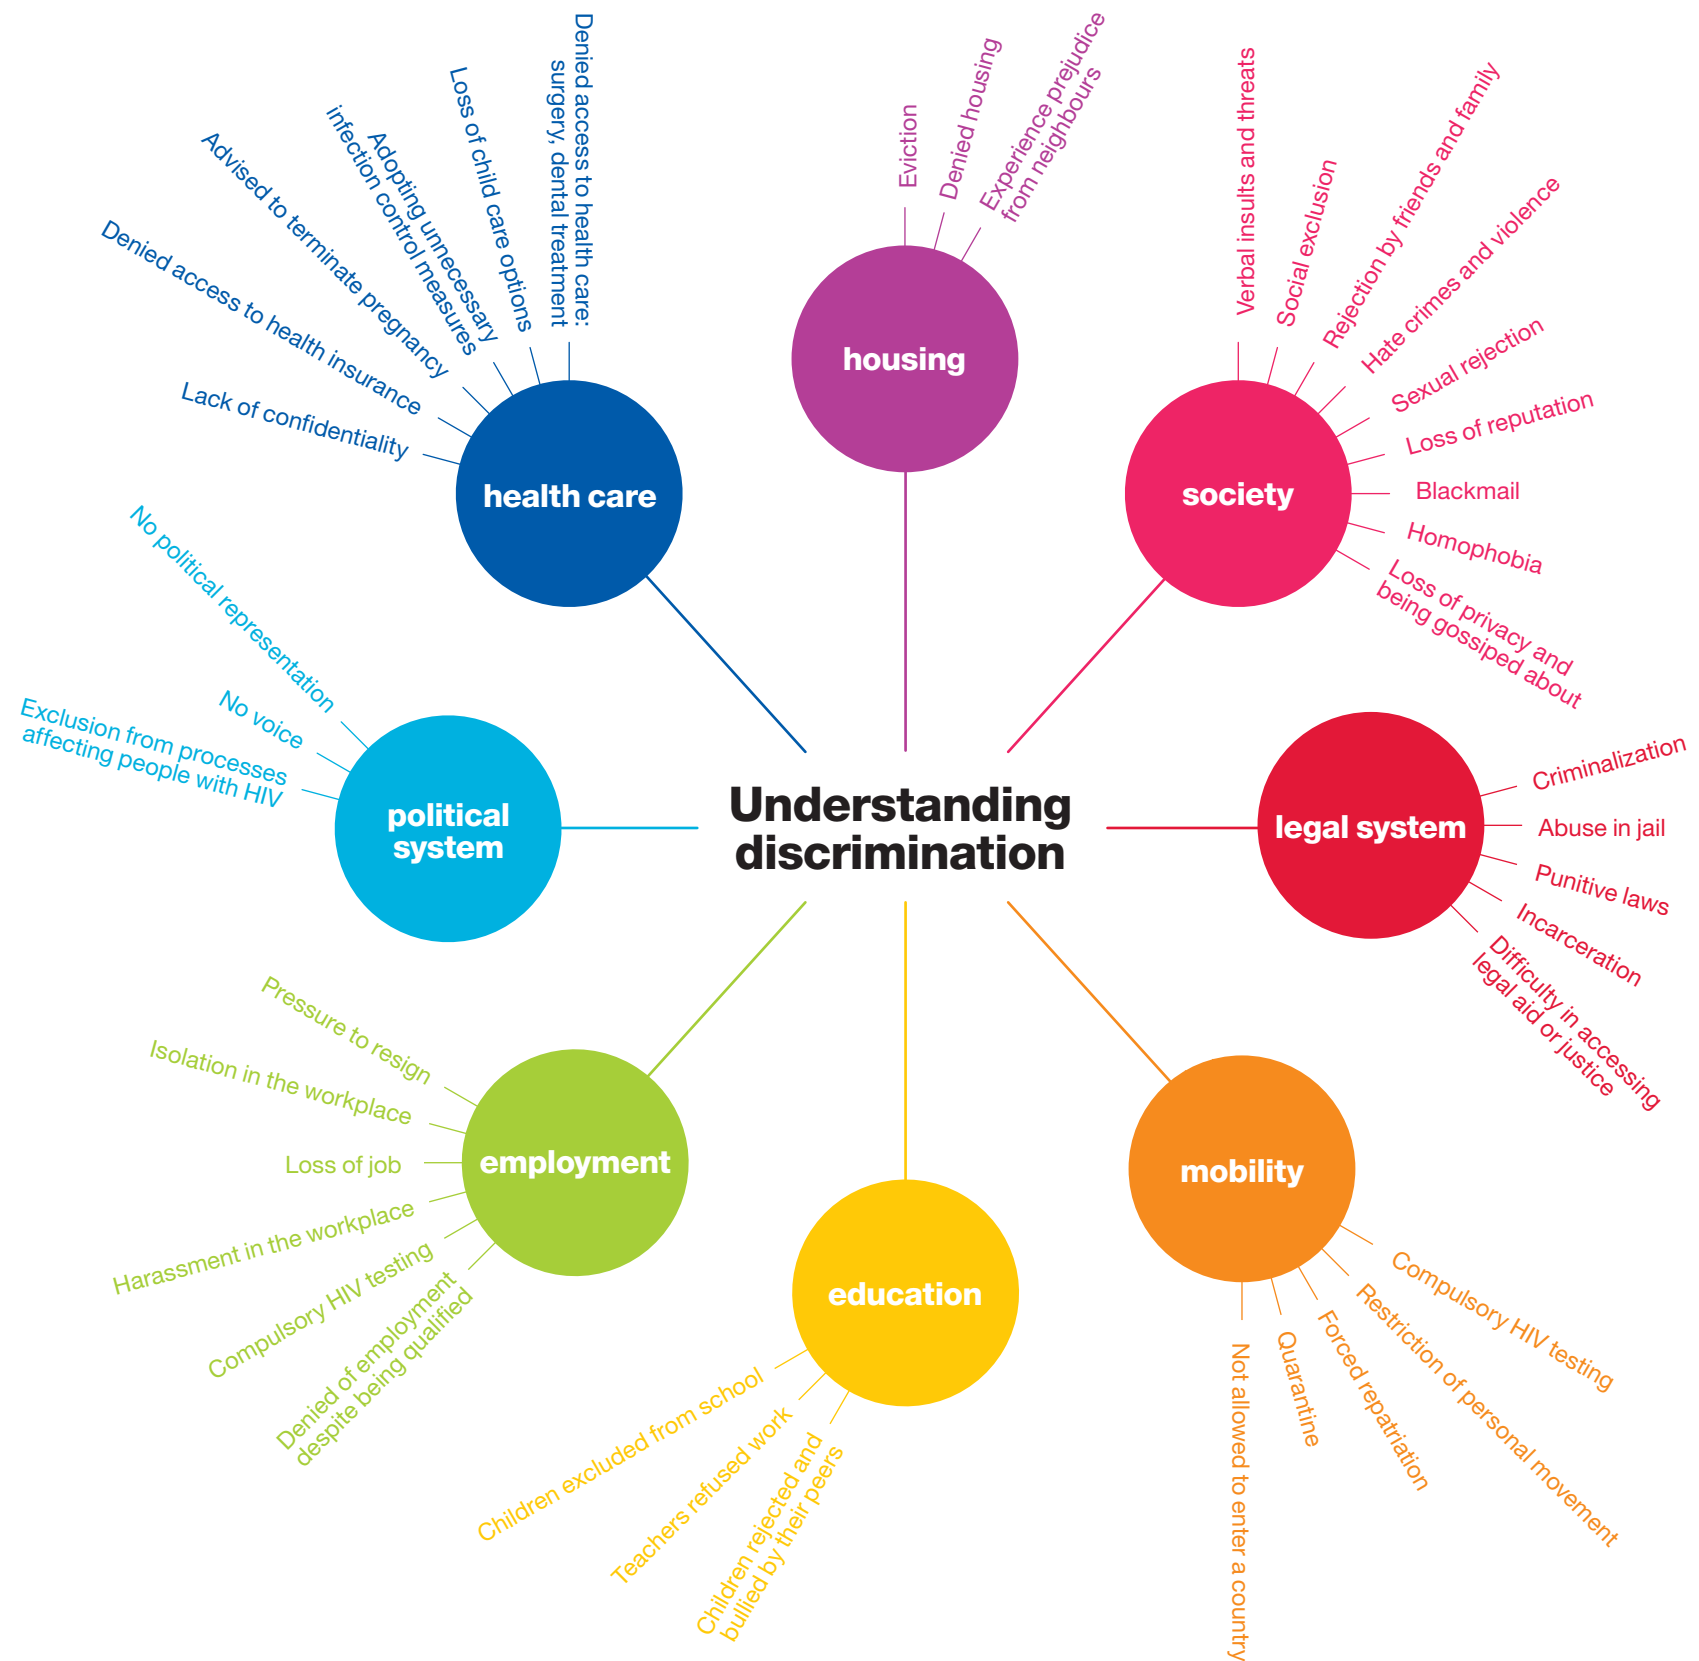 Understanding
discrimination
housing
Eviction
Denied housing
Experience prejudice
from neighbours
society
Verbal insults and threats
Social exclusion
Rejection by friends and family
Hate crimes and violence
Sexual rejection
Loss of reputation
Blackmail
Homophobia
Loss of privacy and
being gossiped about
legal system
Criminalization
Abuse in jail
Punitive laws
Incarceration
Difficulty in accessing
legal aid or justice
mobility
Compulsory HIV testing
Restriction of personal movement
Forced repatriation
Quarantine
Not allowed to enter a country
education
Children rejected and
bullied by their peers
Teachers refused work
Children excluded from school
employment
Denied of employment
despite being qualified
Compulsory HIV testing
Harassment in the workplace
Loss of job
Isolation in the workplace
Pressure to resign
political
system
Exclusion from processes
affecting people with HIV
No voice
No political representation
health care
Lack of confidentiality
Denied access to health insurance
Advised to terminate pregnancy
Adopting unnecessary
infection control measures
Loss of child care options
Denied access to health care:
surgery, dental treatment